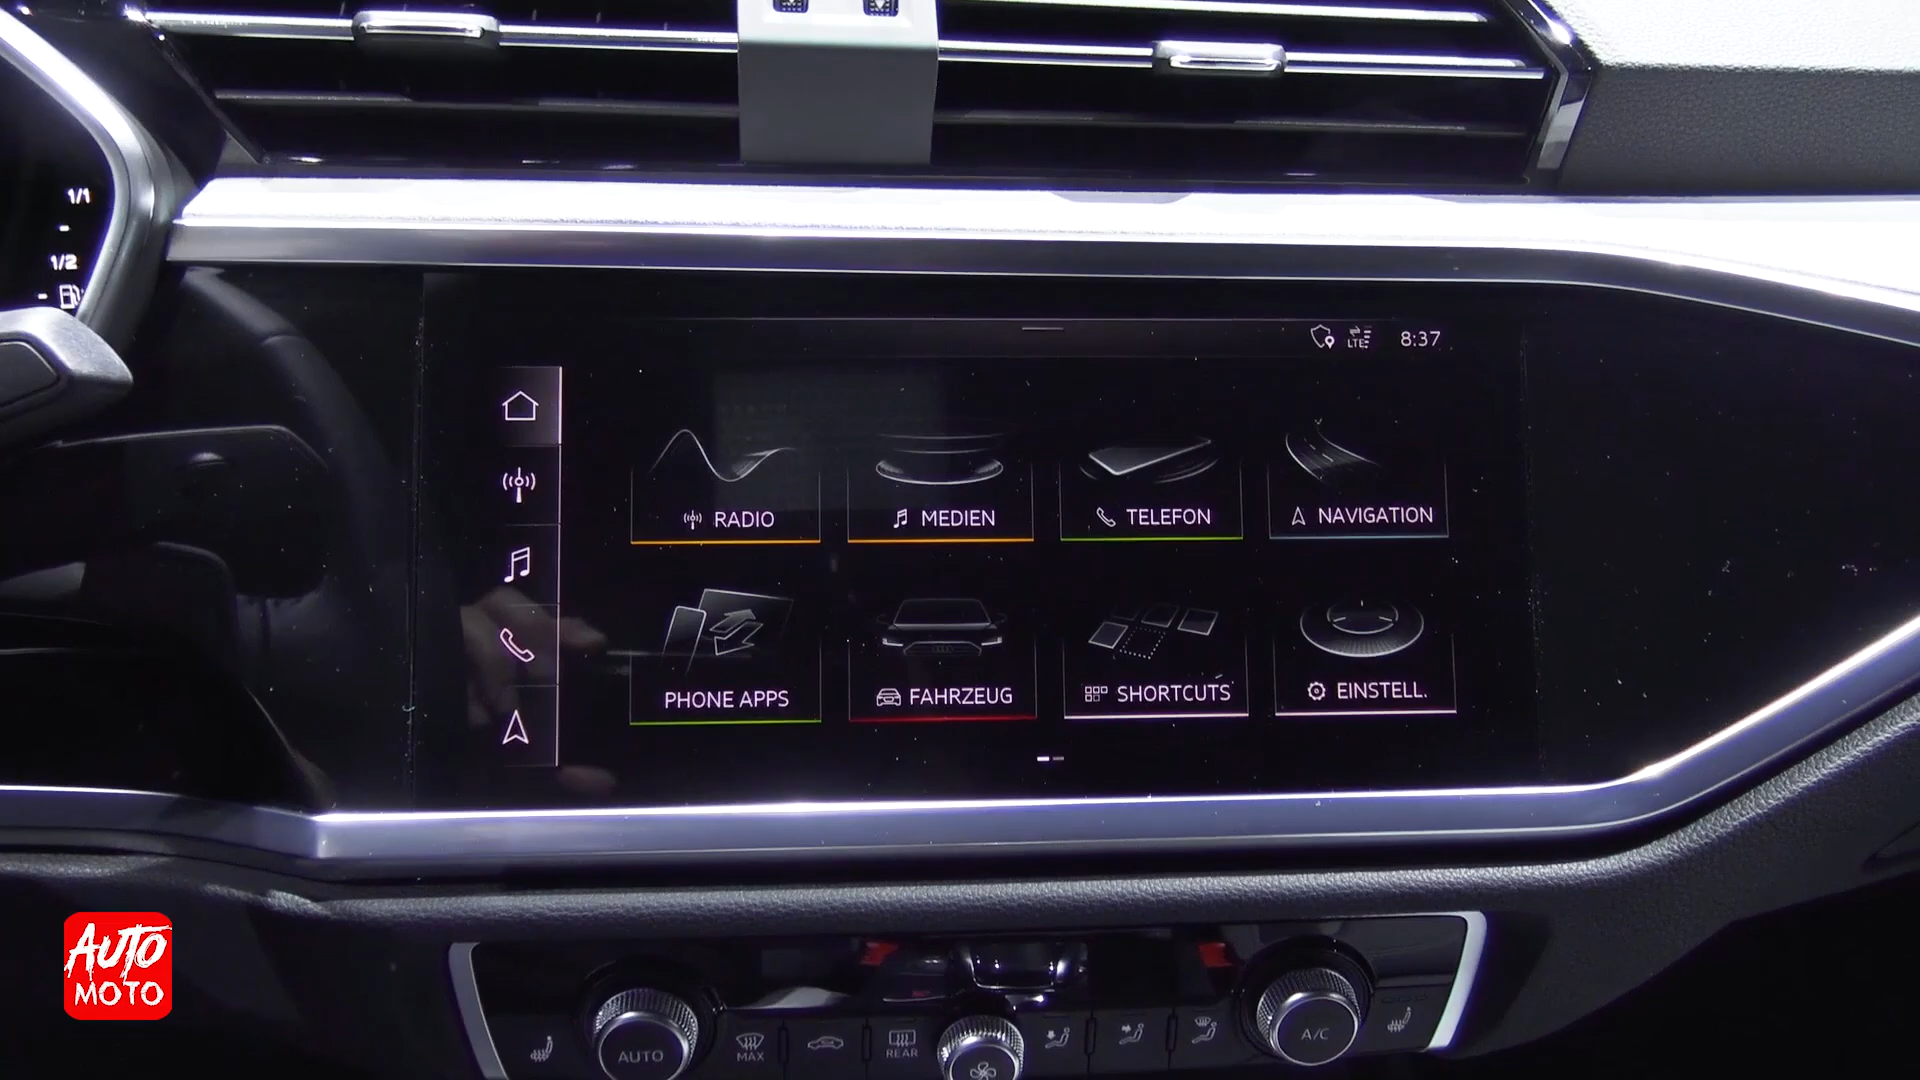 1/1
-
1/2
-
LTE
8:37
RADIO
MEDIEN
TELEFON
NAVIGATION
PHONE APPS
FAHRZEUG
SHORTCUTS
EINSTELL.
AUTO
MAX
REAR
A/C
AUTO
MOTO